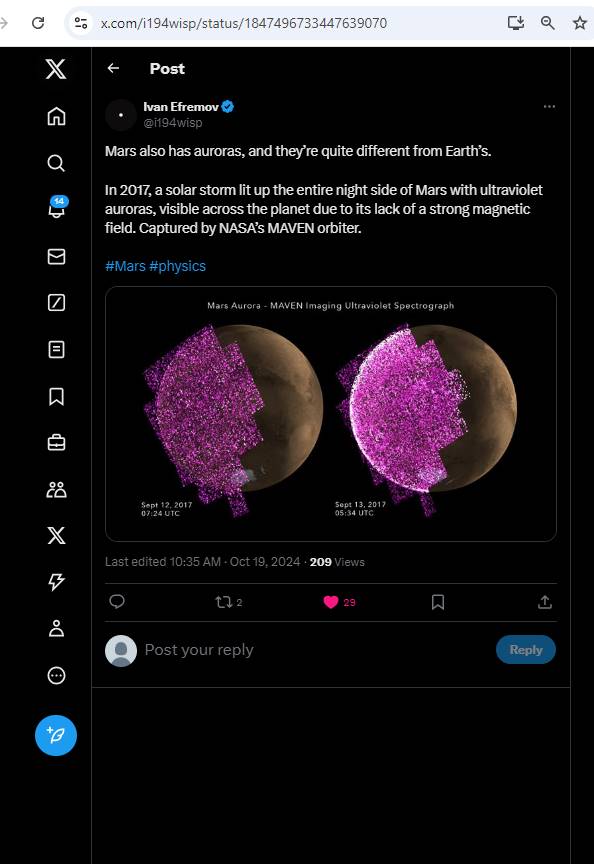 x.com/i194wisp/status/1847496733447639070
Post
Ivan Efremov
@i194wisp
Mars also has auroras, and they’re quite different from Earth’s.
In 2017, a solar storm lit up the entire night side of Mars with ultraviolet
auroras, visible across the planet due to its lack of a strong magnetic
field. Captured by NASA’s MAVEN orbiter.
#Mars #physics
Mars Aurora - MAVEN Imaging Ultraviolet Spectrograph
Sept 12, 2017
07:24 UTC
Sept 13, 2017
05:34 UTC
Last edited 10:35 AM · Oct 19, 2024 · 209 Views
2
29
Post your reply
Reply
14